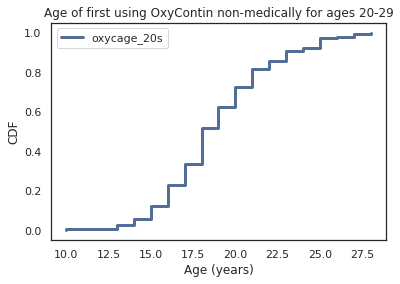 Age of first using OxyContin non-medically for ages 20-29
oxycage_20s
CDF
1.0
0.8
0.6
0.4
0.2
0.0
10.0 12.5 15.0 17.5 20.0 22.5 25.0 27.5
Age (years)